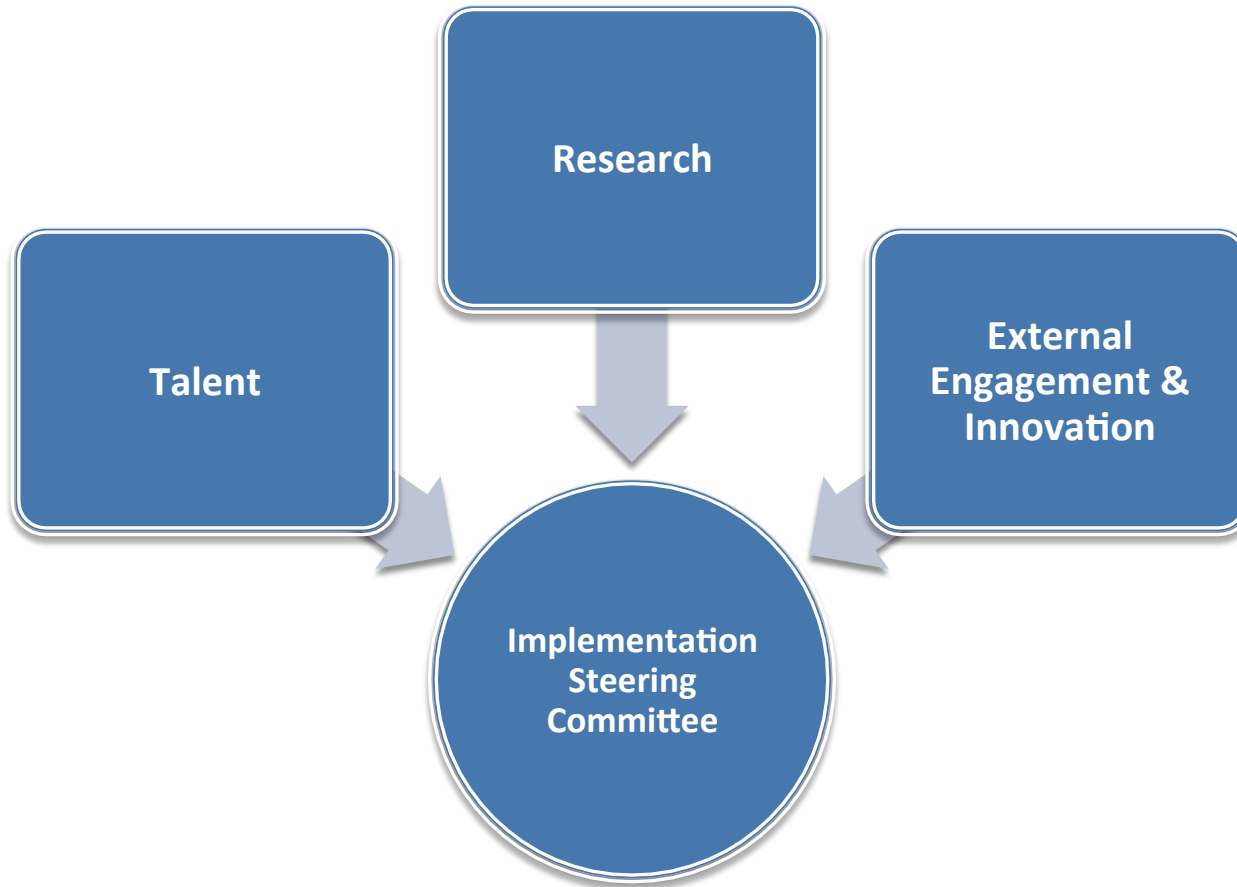 Research
Talent
External
Engagement &
Innovation
Implementation
Steering
Committee